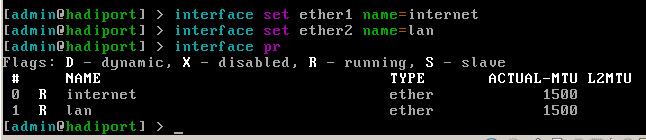 [admin@hadiport] > interface set ether1 name=internet
[admin@hadiport] > interface set ether2 name=lan
[admin@hadiport] > interface pr
Flags: D - dynamic, X - disabled, R - running, S - slave
 #     NAME                                TYPE       ACTUAL-MTU L2MTU
 0  R  internet                            ether            1500
 1  R  lan                                 ether            1500
[admin@hadiport] > _